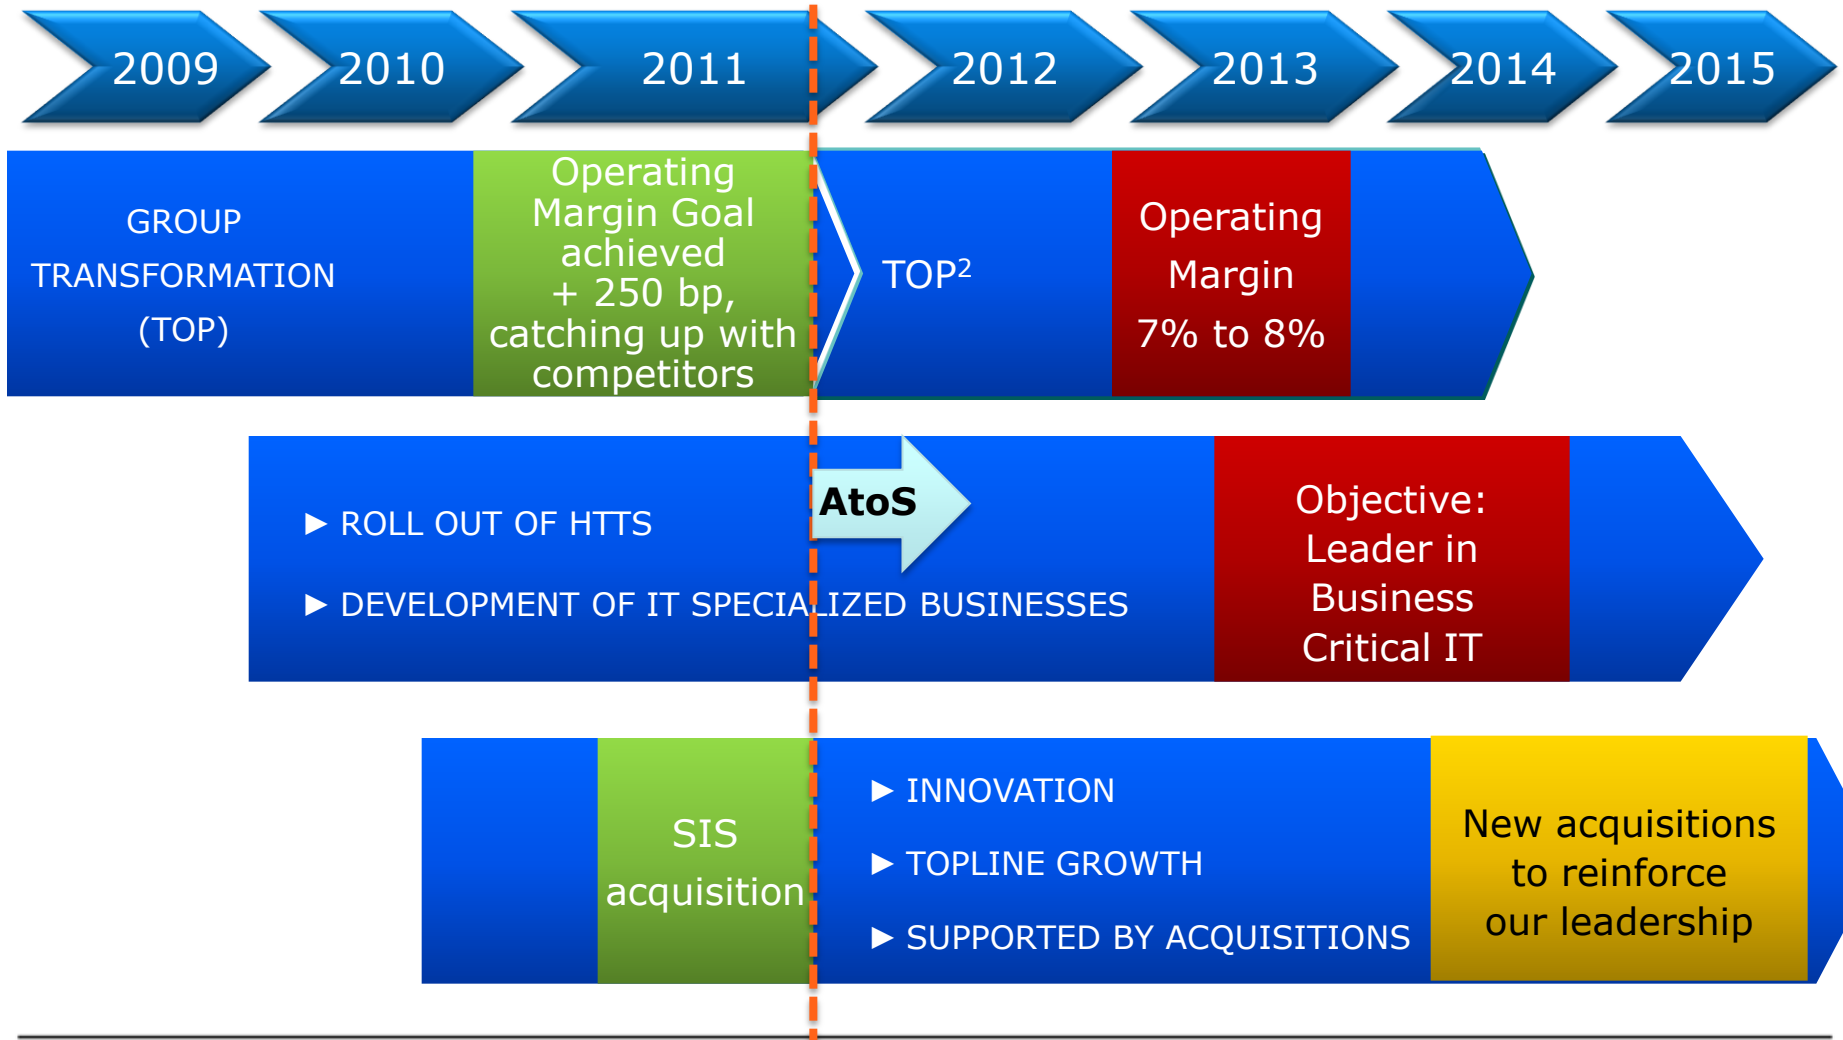 2009
2010
2011
2012
2013
2014
2015
GROUP
TRANSFORMATION
(TOP)
Operating
Margin Goal
achieved
+ 250 bp,
catching up with
competitors
TOP²
Operating
Margin
7% to 8%
► ROLL OUT OF HTTS
► DEVELOPMENT OF IT SPECIALIZED BUSINESSES
AtoS
Objective:
Leader in
Business
Critical IT
SIS
acquisition
► INNOVATION
► TOPLINE GROWTH
► SUPPORTED BY ACQUISITIONS
New acquisitions
to reinforce
our leadership